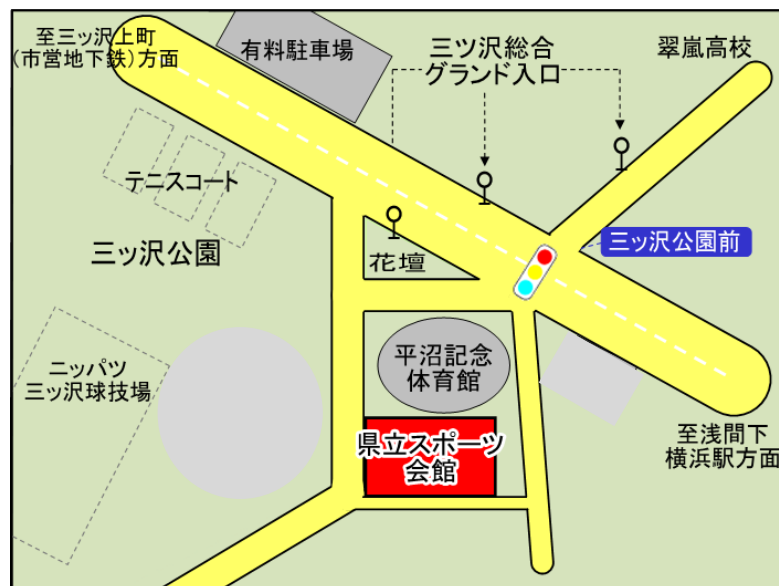 至三ッ沢上町
(市営地下鉄)方面
有料駐車場
三ツ沢総合
グランド入口
翠嵐高校
テニスコート
三ッ沢公園
花壇
三ッ沢公園前
ニッパツ
三ッ沢球技場
平沼記念
体育館
県立スポーツ
会館
至浅間下
横浜駅方面